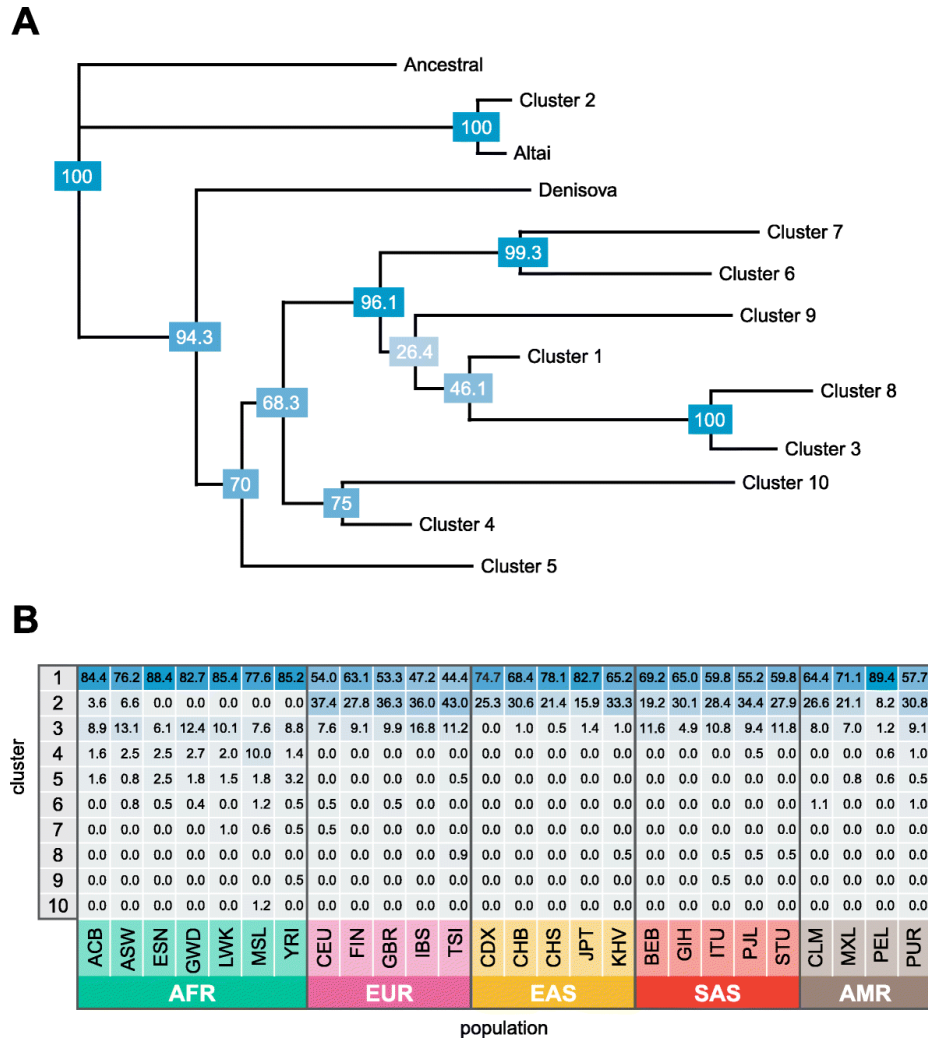 A
Ancestral
Cluster 2
100
Altai
100
Denisova
Cluster 7
99.3
Cluster 6
96.1
Cluster 9
94.3
26.4
Cluster 1
46.1
68.3
Cluster 8
100
Cluster 3
70
Cluster 10
75
Cluster 4
Cluster 5
B
cluster
1 84.4 76.2 88.4 82.7 85.4 77.6 85.2 54.0 63.1 53.3 47.2 44.4 74.7 68.4 78.1 82.7 65.2 69.2 65.0 59.8 55.2 59.8 64.4 71.1 89.4 57.7
2 3.6 6.6 0.0 0.0 0.0 0.0 0.0 37.4 27.8 36.3 36.0 43.0 25.3 30.6 21.4 15.9 33.3 19.2 30.1 28.4 34.4 27.9 26.6 21.1 8.2 30.8
3 8.9 13.1 6.1 12.4 10.1 7.6 8.8 7.6 9.1 9.9 16.8 11.2 0.0 1.0 0.5 1.4 1.0 11.6 4.9 10.8 9.4 11.8 8.0 7.0 1.2 9.1
4 1.6 2.5 2.5 2.7 2.0 10.0 1.4 0.0 0.0 0.0 0.0 0.0 0.0 0.0 0.0 0.0 0.0 0.0 0.0 0.0 0.5 0.0 0.0 0.0 0.6 1.0
5 1.6 0.8 2.5 1.8 1.5 1.8 3.2 0.0 0.0 0.0 0.0 0.5 0.0 0.0 0.0 0.0 0.0 0.0 0.0 0.0 0.0 0.0 0.0 0.8 0.6 0.5
6 0.0 0.8 0.5 0.4 0.0 1.2 0.5 0.5 0.0 0.5 0.0 0.0 0.0 0.0 0.0 0.0 0.0 0.0 0.0 0.0 0.0 0.0 1.1 0.0 0.0 1.0
7 0.0 0.0 0.0 0.0 1.0 0.6 0.5 0.5 0.0 0.0 0.0 0.0 0.0 0.0 0.0 0.0 0.0 0.0 0.0 0.0 0.0 0.0 0.0 0.0 0.0 0.0
8 0.0 0.0 0.0 0.0 0.0 0.0 0.0 0.0 0.0 0.0 0.0 0.9 0.0 0.0 0.0 0.0 0.5 0.0 0.0 0.5 0.5 0.5 0.0 0.0 0.0 0.0
9 0.0 0.0 0.0 0.0 0.0 0.0 0.5 0.0 0.0 0.0 0.0 0.0 0.0 0.0 0.0 0.0 0.0 0.0 0.0 0.5 0.0 0.0 0.0 0.0 0.0 0.0
10 0.0 0.0 0.0 0.0 0.0 1.2 0.0 0.0 0.0 0.0 0.0 0.0 0.0 0.0 0.0 0.0 0.0 0.0 0.0 0.0 0.0 0.0 0.0 0.0 0.0 0.0
ACB ASW ESN GWD LWK MSL YRI CEU FIN GBR IBS TSI CDX CHB CHS JPT KHV BEB GIH ITU PJL STU CLM MXL PEL PUR
AFR EUR EAS SAS AMR
population